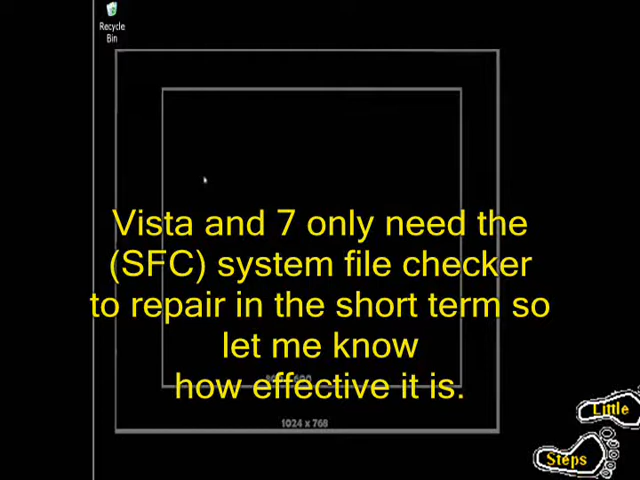 Recycle
Bin
Vista and 7 only need the
(SFC) system file checker
to repair in the short term so
let me know
how effective it is.
1024 x 768
Little
Steps